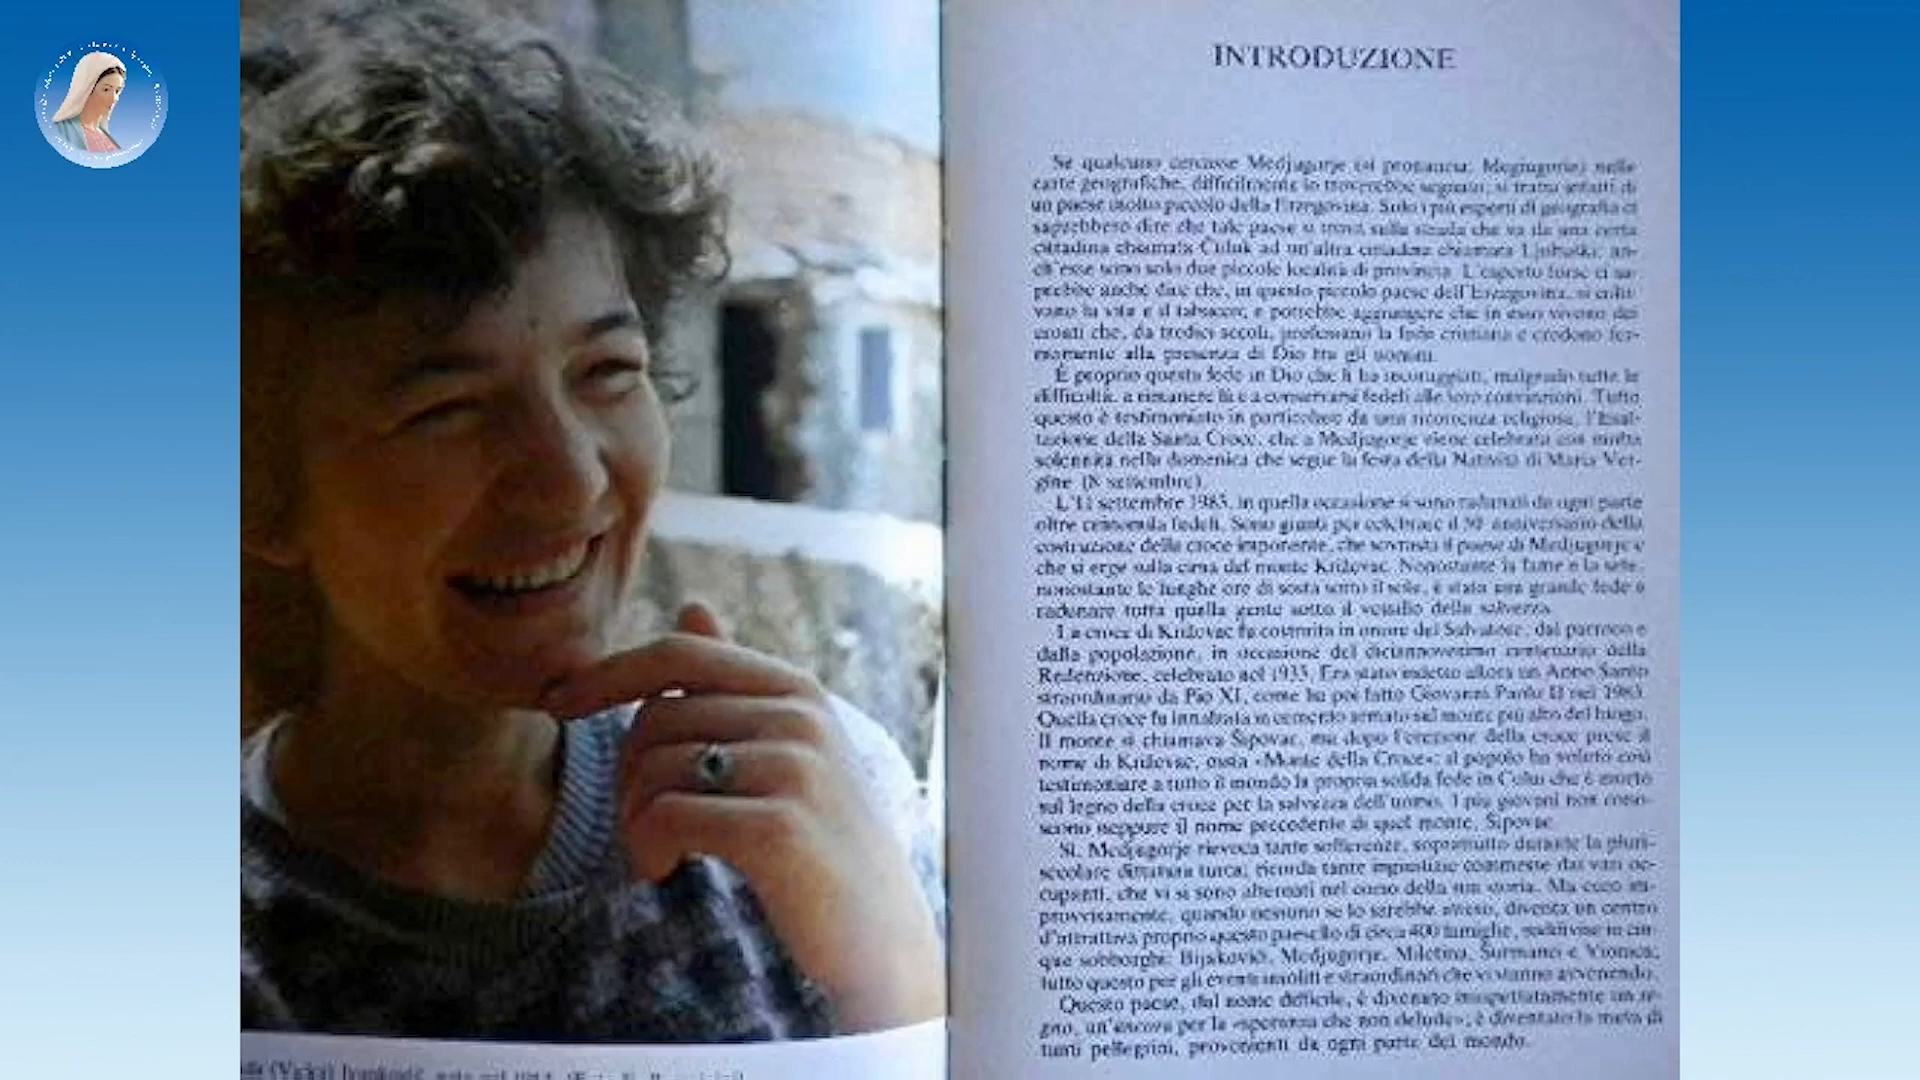 INTRODUZIONE
Se qualcuno cercasse Medjugorje (si pronuncia: Megiugorie) nelle
carte geografiche, difficilmente lo troverebbe segnato; si tratta infatti di
un paese molto piccolo della Erzegovina. Solo i più esperti di geografia ci
saprebbero dire che tale paese si trova sulla strada che va da una certa
cittadina chiamata Čitluk ad un'altra cittadina chiamata Ljubuški, an-
ch'esse sono solo due piccole località di provincia. L'esperto forse ci sa-
prebbe anche dire che, in questo piccolo paese dell'Erzegovina, si colti-
vano la vite e il tabacco; e potrebbe aggiungere che in esso vivono dei
croati che, da tredici secoli, professano la fede cristiana e credono fer-
mamente alla presenza di Dio tra gli uomini.
È proprio questa fede in Dio che li ha incoraggiati, malgrado tutte le
difficoltà, a rimanere lì e a conservarsi fedeli alle loro convinzioni. Tutto
questo è testimoniato in particolare da una ricorrenza religiosa, l'Esal-
tazione della Santa Croce, che a Medjugorje viene celebrata con molta
solennità nella domenica che segue la festa della Natività di Maria Ver-
gine (8 settembre).
L'11 settembre 1983, in quella occasione si sono radunati da ogni parte
oltre centomila fedeli. Sono giunti per celebrare il 50° anniversario della
costruzione della croce imponente, che sovrasta il paese di Medjugorje e
che si erge sulla cima del monte Križevac. Nonostante la fame e la sete,
nonostante le lunghe ore di sosta sotto il sole, è stata una grande fede a
radunare tutta quella gente sotto il vessillo della salvezza.
La croce di Križevac fu costruita in onore del Salvatore, dal parroco e
dalla popolazione, in occasione del diciannovesimo centenario della
Redenzione, celebrato nel 1933. Era stato indetto allora un Anno Santo
straordinario da Pio XI, come ha poi fatto Giovanni Paolo II nel 1983.
Quella croce fu innalzata in cemento armato sul monte più alto del luogo.
Il monte si chiamava Šipovac, ma dopo l'erezione della croce prese il
nome di Križevac, ossia «Monte della Croce»: il popolo ha voluto così
testimoniare a tutto il mondo la propria solida fede in Colui che è morto
sul legno della croce per la salvezza dell'uomo. I più giovani non cono-
scono neppure il nome precedente di quel monte, Šipovac.
Sì, Medjugorje rievoca tante sofferenze, soprattutto durante la pluri-
secolare dittatura turca; ricorda tante ingiustizie commesse dai vari oc-
cupanti, che vi si sono alternati nel corso della sua storia. Ma ecco im-
provvisamente, quando nessuno se lo sarebbe atteso, diventa un centro
d'attrattiva proprio questo paesello di circa 400 famiglie, suddivise in cin-
que sobborghi: Bijakovići, Medjugorje, Miletina, Šurmanci e Vionica;
tutto questo per gli eventi insoliti e straordinari che vi stanno avvenendo.
Questo paese, dal nome difficile, è divenuto inaspettatamente un se-
gno, un'ancora per la «speranza che non delude»; è diventato la meta di
tanti pellegrini, provenienti da ogni parte del mondo.
(Vicka) Ivanković